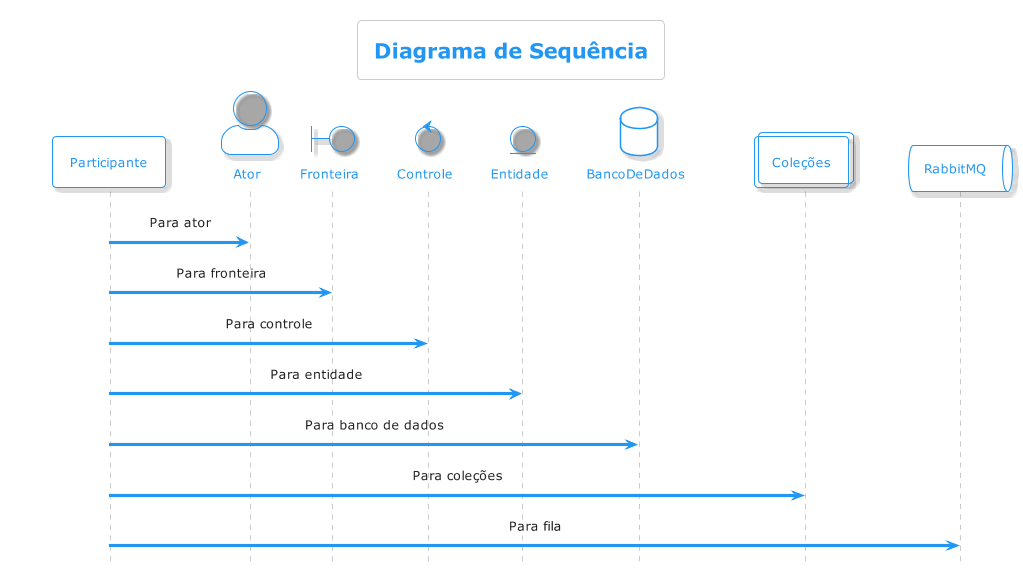 Diagrama de Sequência
Participante
Ator
Fronteira
Controle
Entidade
BancoDeDados
Coleções
RabbitMQ
Para ator
Para fronteira
Para controle
Para entidade
Para banco de dados
Para coleções
Para fila